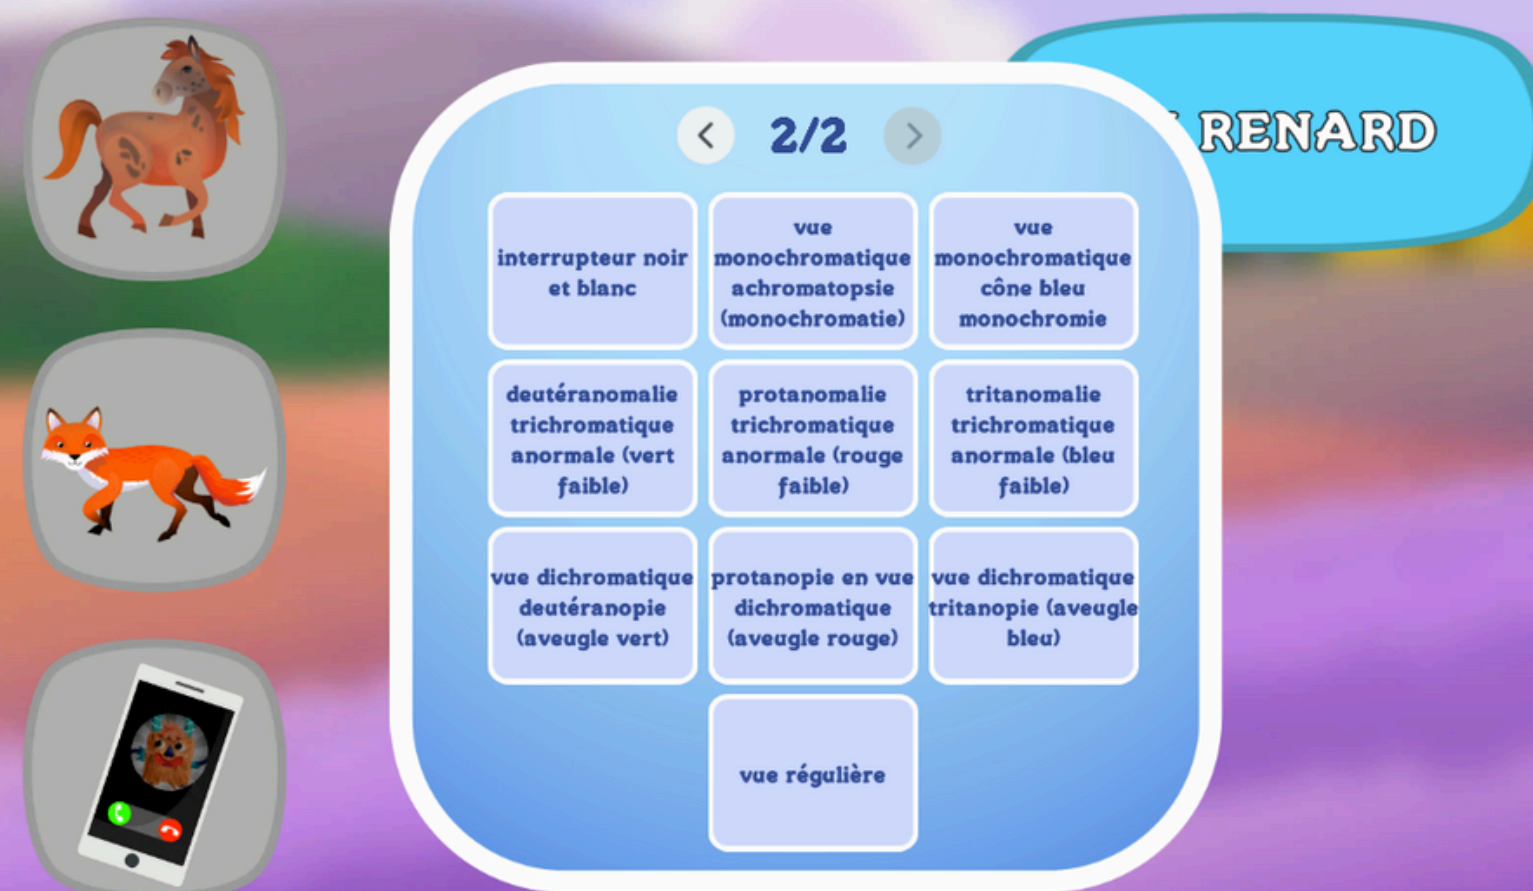 2/2
RENARD
interrupteur noir
et blanc
vue
monochromatique
achromatopsie
(monochromatie)
vue
monochromatique
cône bleu
monochromie
deutéranomalie
trichromatique
anormale (vert
faible)
protanomalie
trichromatique
anormale (rouge
faible)
tritanomalie
trichromatique
anormale (bleu
faible)
vue dichromatique
deutéranopie
(aveugle vert)
protanopie en vue
dichromatique
(aveugle rouge)
vue dichromatique
tritanopie (aveugle
bleu)
vue régulière